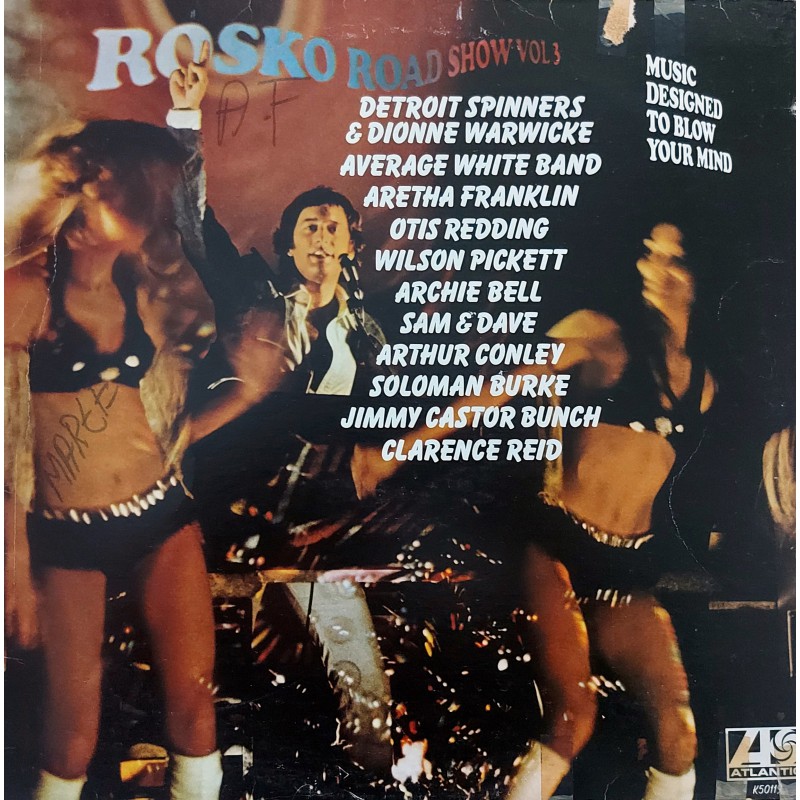 ROSKO ROAD SHOW VOL 3
MUSIC
DESIGNED
TO BLOW
YOUR MIND
DETROIT SPINNERS
& DIONNE WARWICKE
AVERAGE WHITE BAND
ARETHA FRANKLIN
OTIS REDDING
WILSON PICKETT
ARCHIE BELL
SAM & DAVE
ARTHUR CONLEY
SOLOMAN BURKE
JIMMY CASTOR BUNCH
CLARENCE REID
ATLANTIC